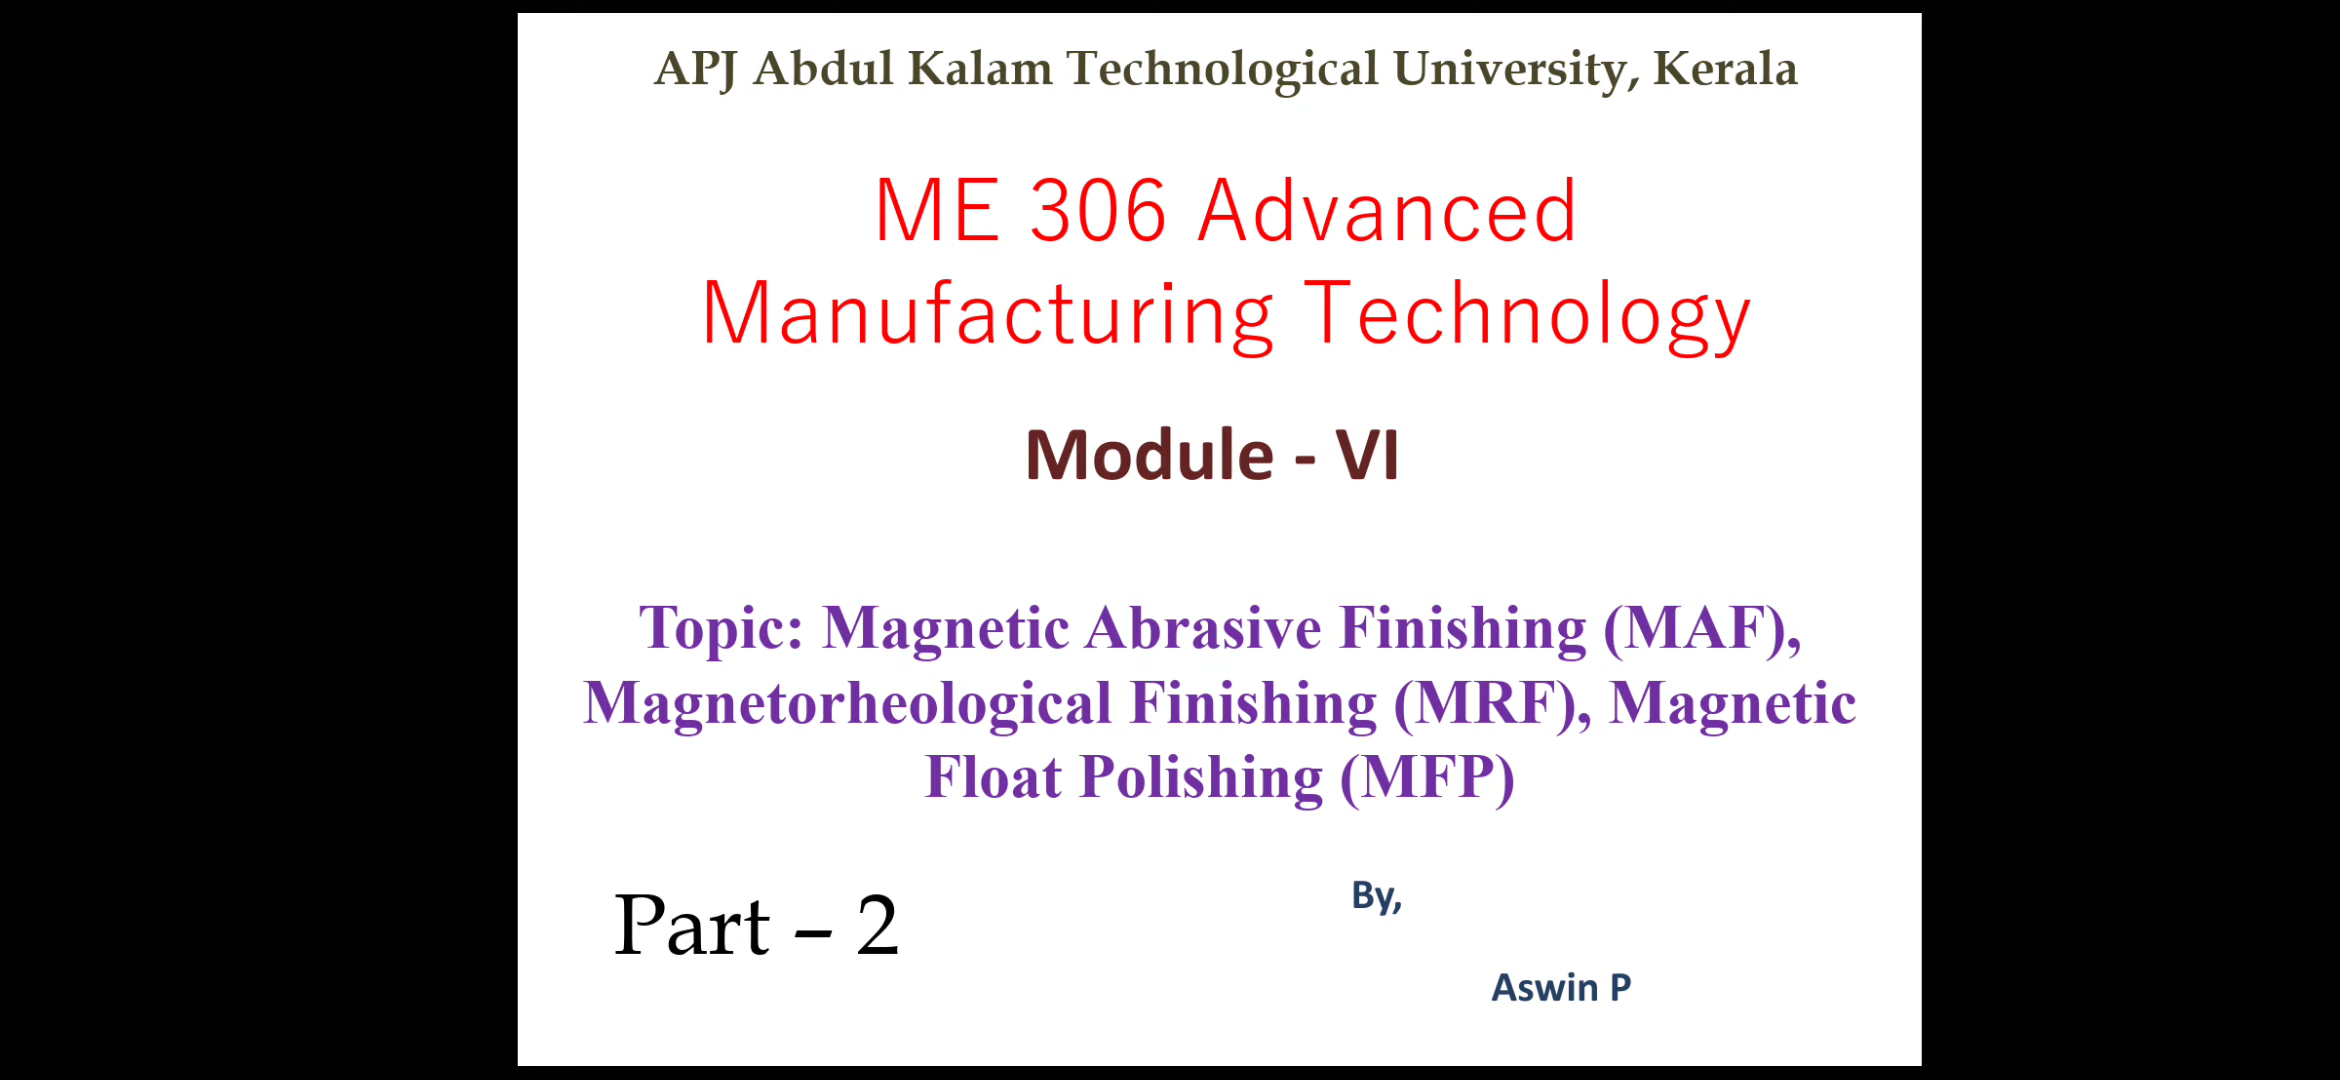 APJ Abdul Kalam Technological University, Kerala
ME 306 Advanced
Manufacturing Technology
Module - VI
Topic: Magnetic Abrasive Finishing (MAF),
Magnetorheological Finishing (MRF), Magnetic
Float Polishing (MFP)
Part – 2
By,
Aswin P